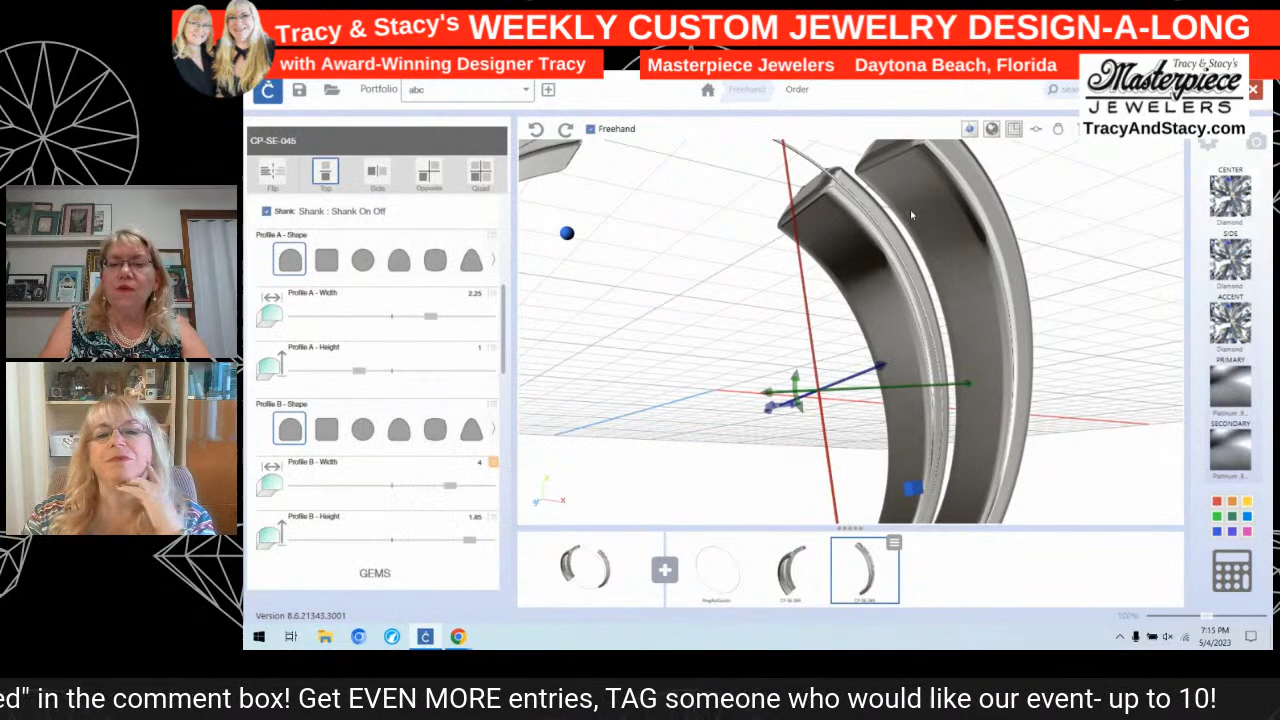 Tracy & Stacy's WEEKLY CUSTOM JEWELRY DESIGN-A-LONG
with Award-Winning Designer Tracy
Masterpiece Jewelers Daytona Beach, Florida
Tracy & Stacy's
Masterpiece
JEWELERS
TracyAndStacy.com
Portfolio abc
Freehand Order
CP-SE-045
Freehand
Flip Top Side Opposite Quad
Shank: Shank : Shank On Off
Profile A - Shape
Profile A - Width 2.25
Profile A - Height 1
Profile B - Shape
Profile B - Width 4
Profile B - Height 1.85
GEMS
CENTER
Diamond
SIDE
Diamond
ACCENT
Diamond
PRIMARY
Platinum
SECONDARY
Platinum
Version 8.6.21343.3001
100%
7:15 PM
5/4/2023
ed" in the comment box! Get EVEN MORE entries, TAG someone who would like our event- up to 10!